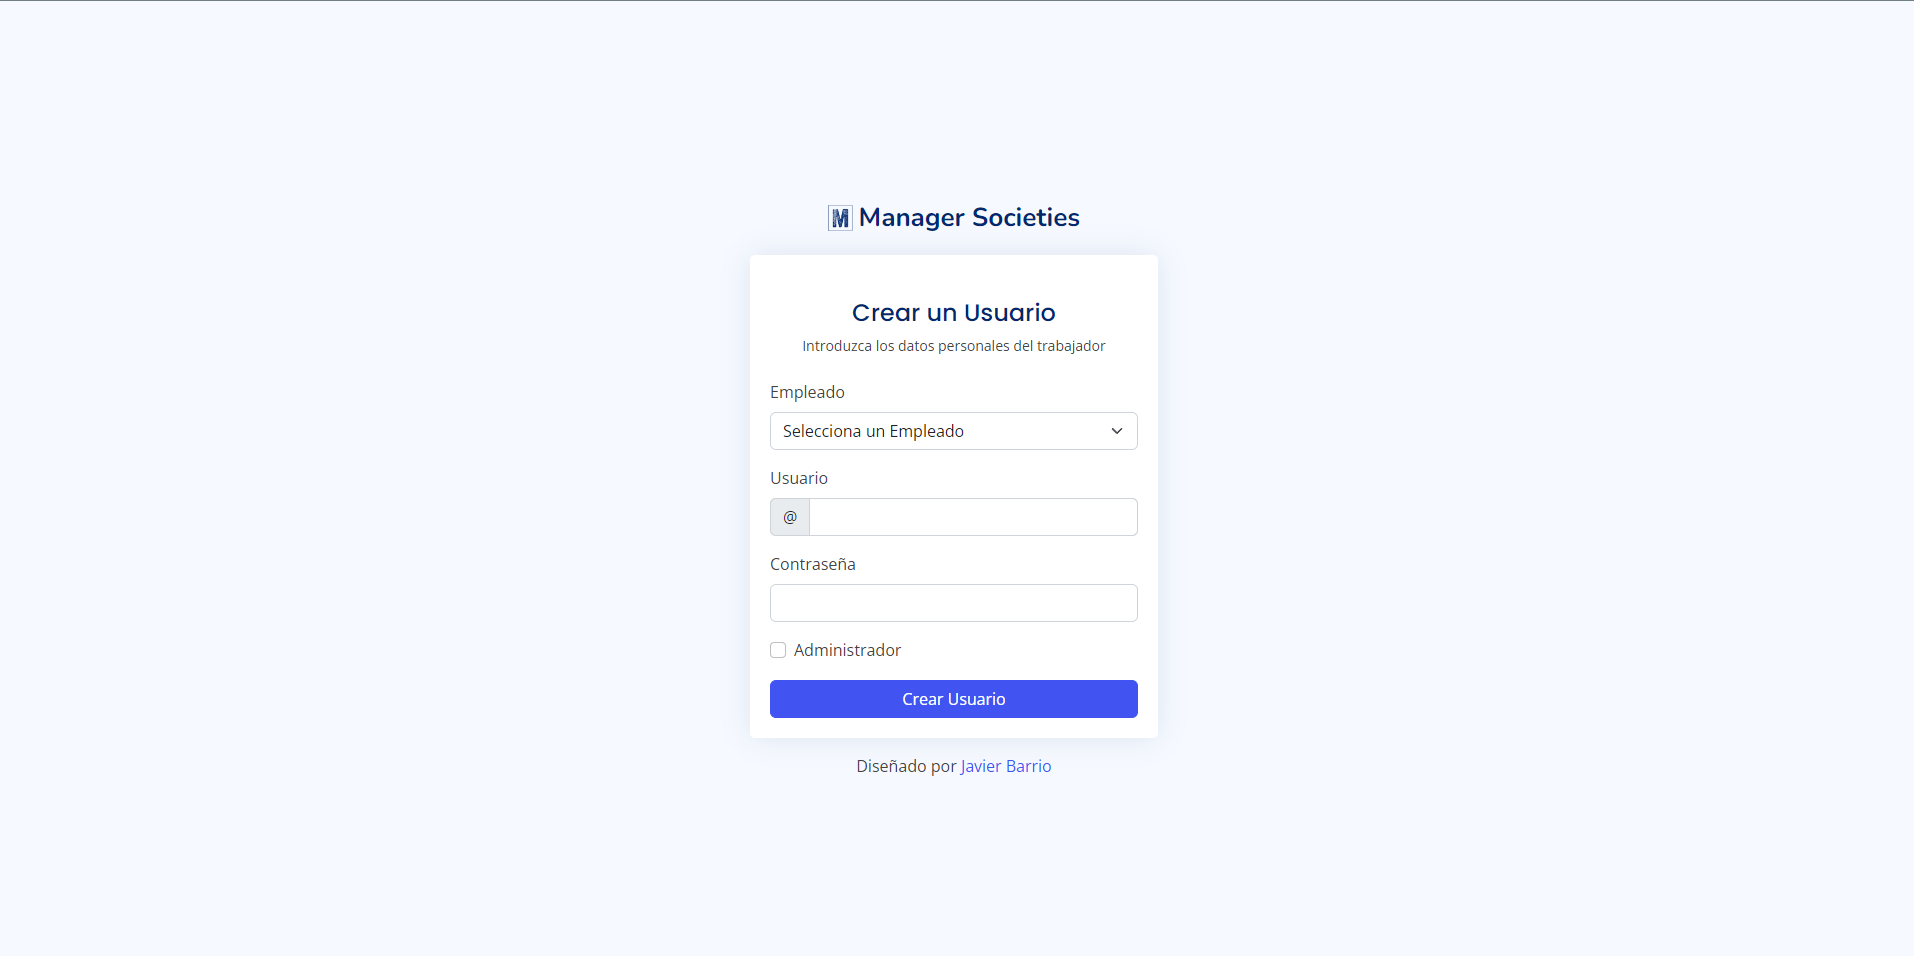 M Manager Societies
Crear un Usuario
Introduzca los datos personales del trabajador
Empleado
Selecciona un Empleado
Usuario
@
Contraseña
Administrador
Crear Usuario
Diseñado por Javier Barrio